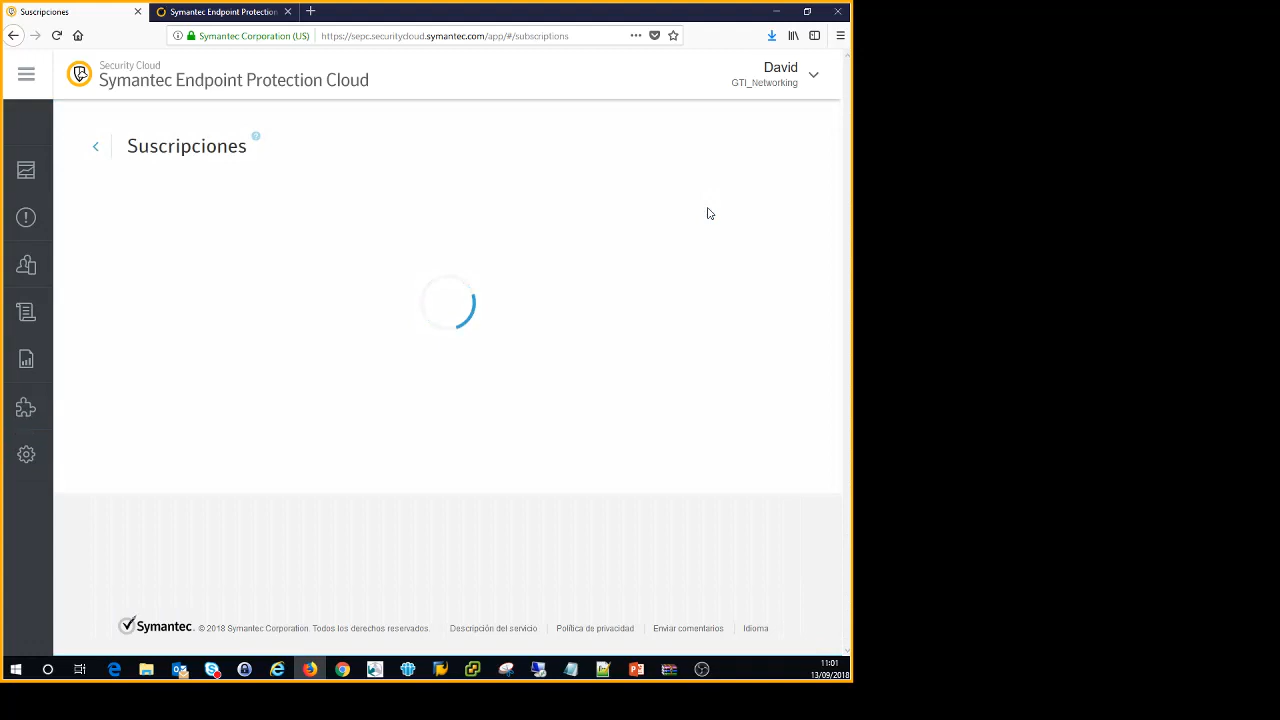 Suscripciones
Symantec Endpoint Protection
Symantec Corporation (US)
https://sepc.securitycloud.symantec.com/app/#/subscriptions
Security Cloud
Symantec Endpoint Protection Cloud
David
GTI_Networking
Suscripciones
?
Symantec. © 2018 Symantec Corporation. Todos los derechos reservados. Descripción del servicio Política de privacidad Enviar comentarios Idioma
11:01
13/09/2018